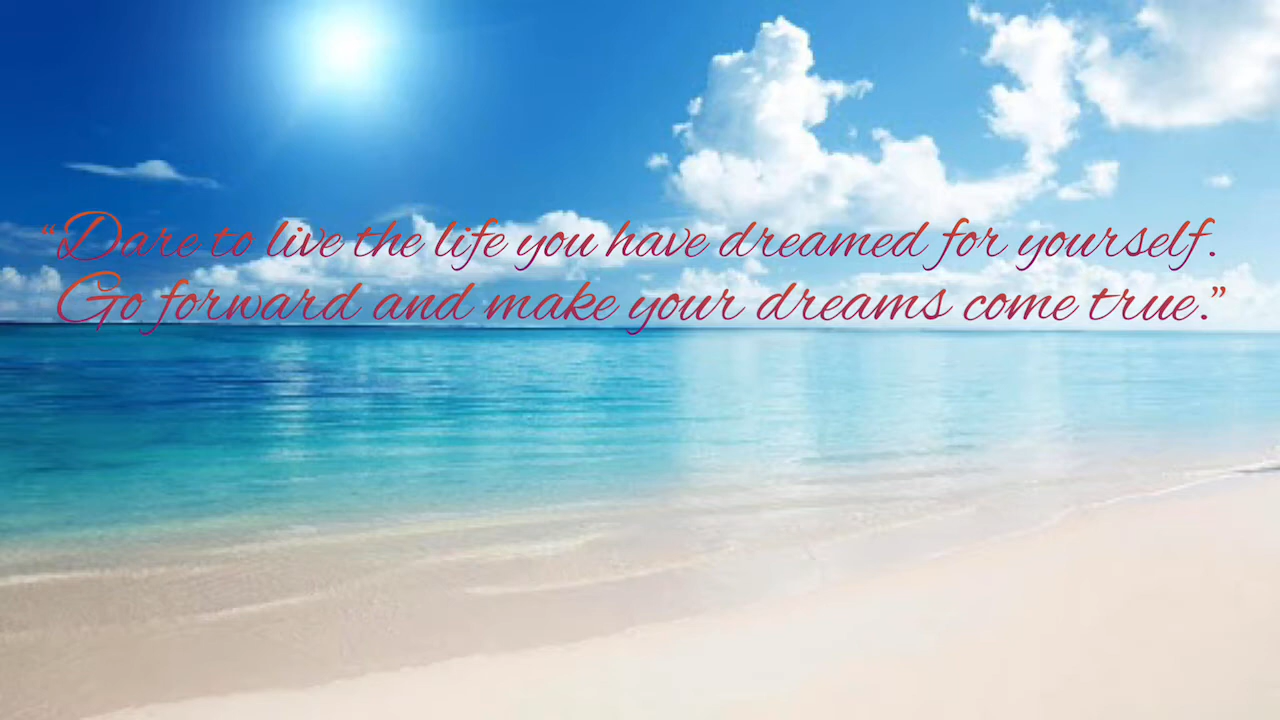 “Dare to live the life you have dreamed for yourself.
Go forward and make your dreams come true.”